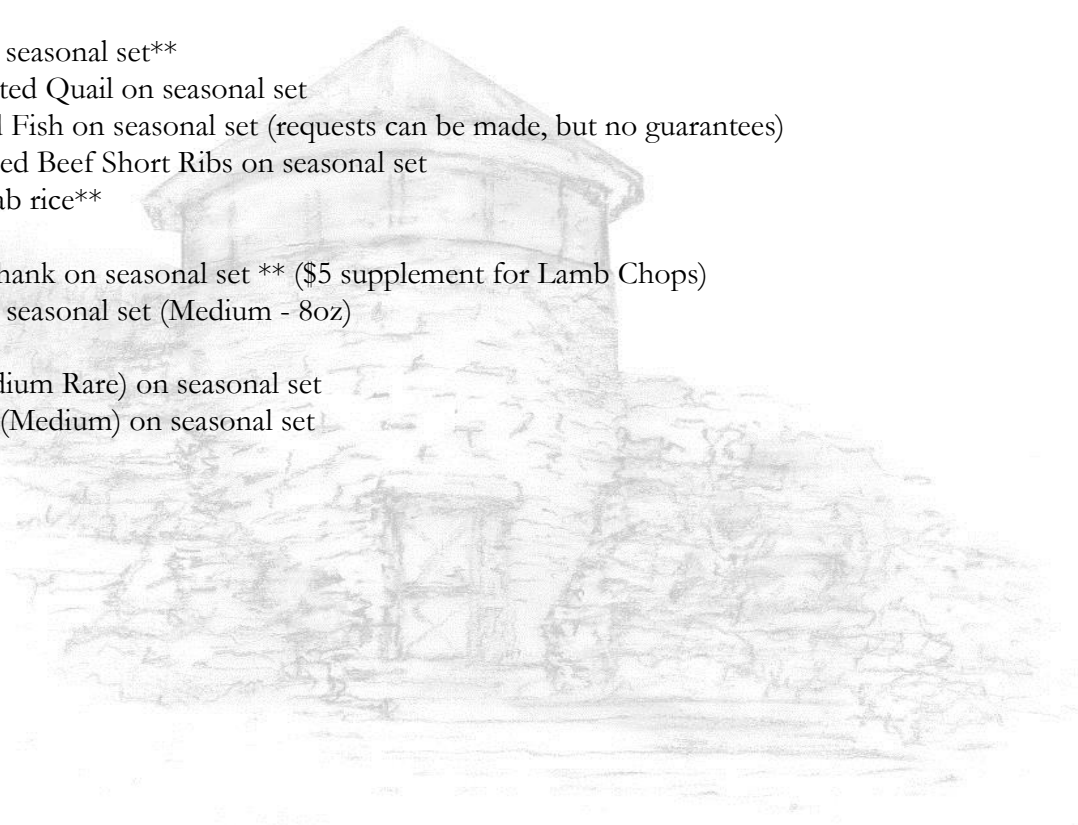 seasonal set**
ted Quail on seasonal set
l Fish on seasonal set (requests can be made, but no guarantees)
ed Beef Short Ribs on seasonal set
ab rice**
hank on seasonal set ** ($5 supplement for Lamb Chops)
seasonal set (Medium - 8oz)
dium Rare) on seasonal set
(Medium) on seasonal set